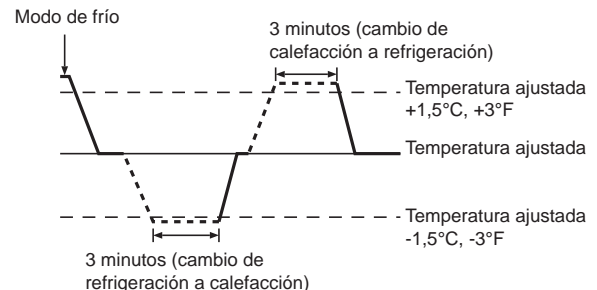 Modo de frío
3 minutos (cambio de
calefacción a refrigeración)
Temperatura ajustada
+1,5°C, +3°F
Temperatura ajustada
Temperatura ajustada
-1,5°C, -3°F
3 minutos (cambio de
refrigeración a calefacción)